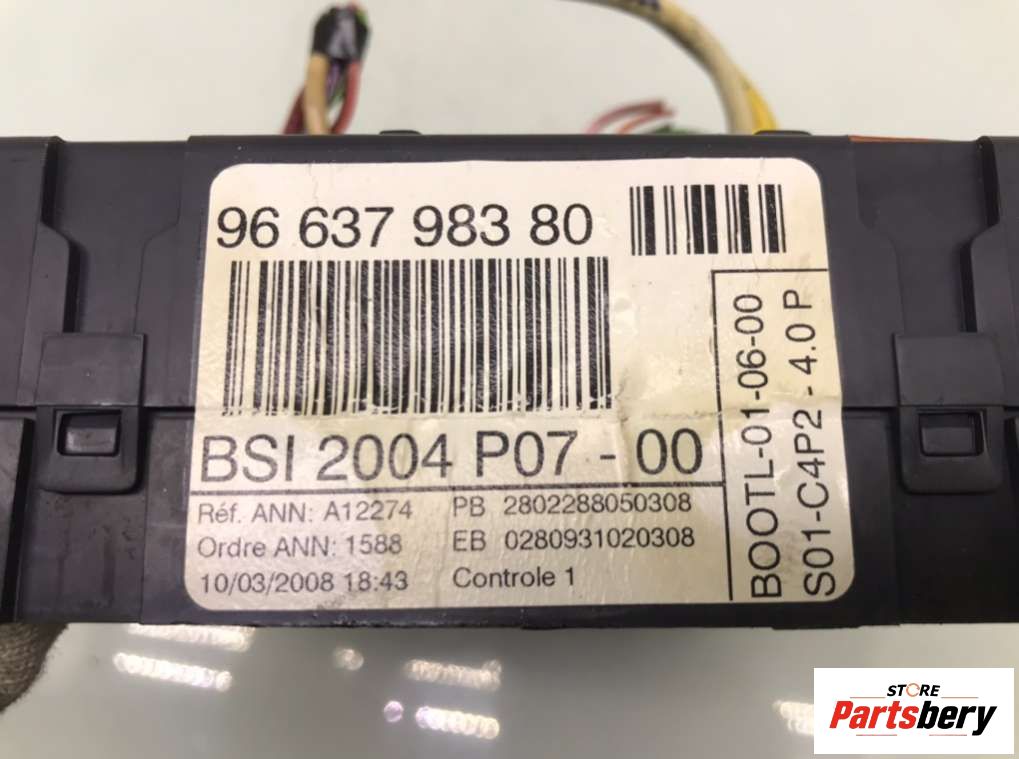 96 637 983 80
BSI 2004 P07 - 00
Réf. ANN: A12274 PB 2802288050308
Ordre ANN: 1588 EB 0280931020308
10/03/2008 18:43 Controle 1
BOOTL-01-06-00
S01-C4P2 - 4.0 P
STORE
Partsbery